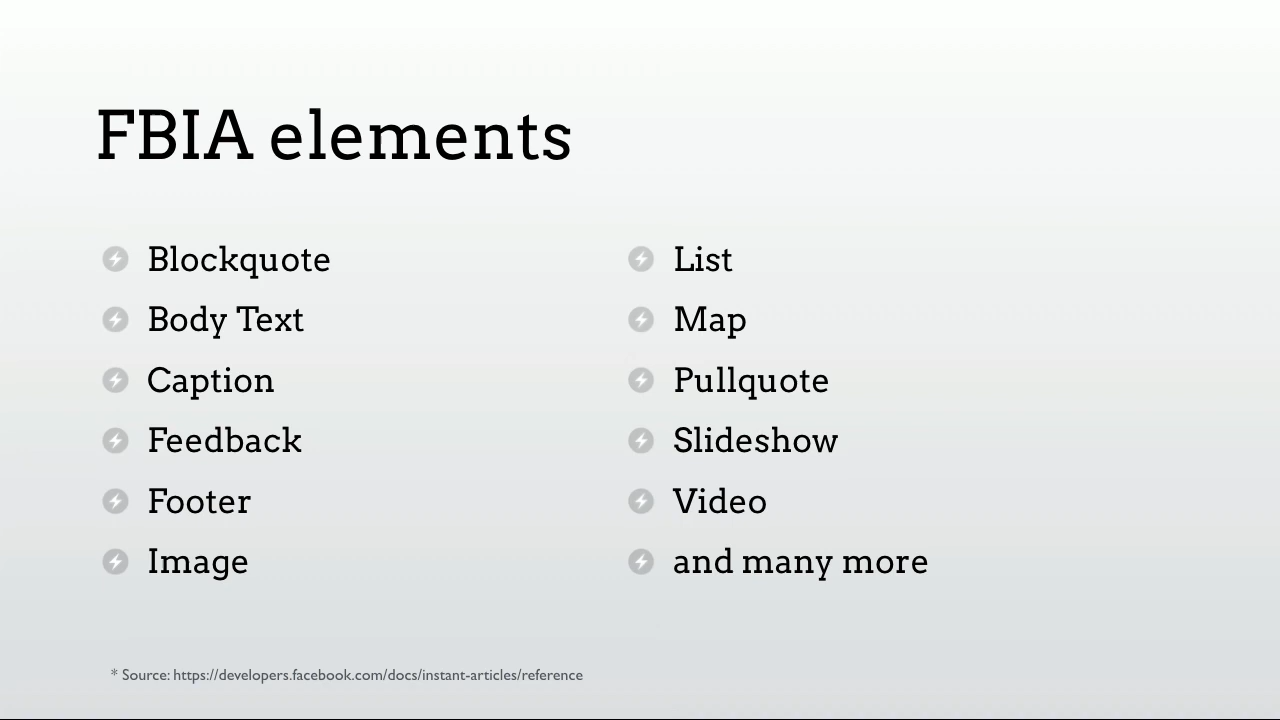 FBIA elements
Blockquote
Body Text
Caption
Feedback
Footer
Image
List
Map
Pullquote
Slideshow
Video
and many more
* Source: https://developers.facebook.com/docs/instant-articles/reference